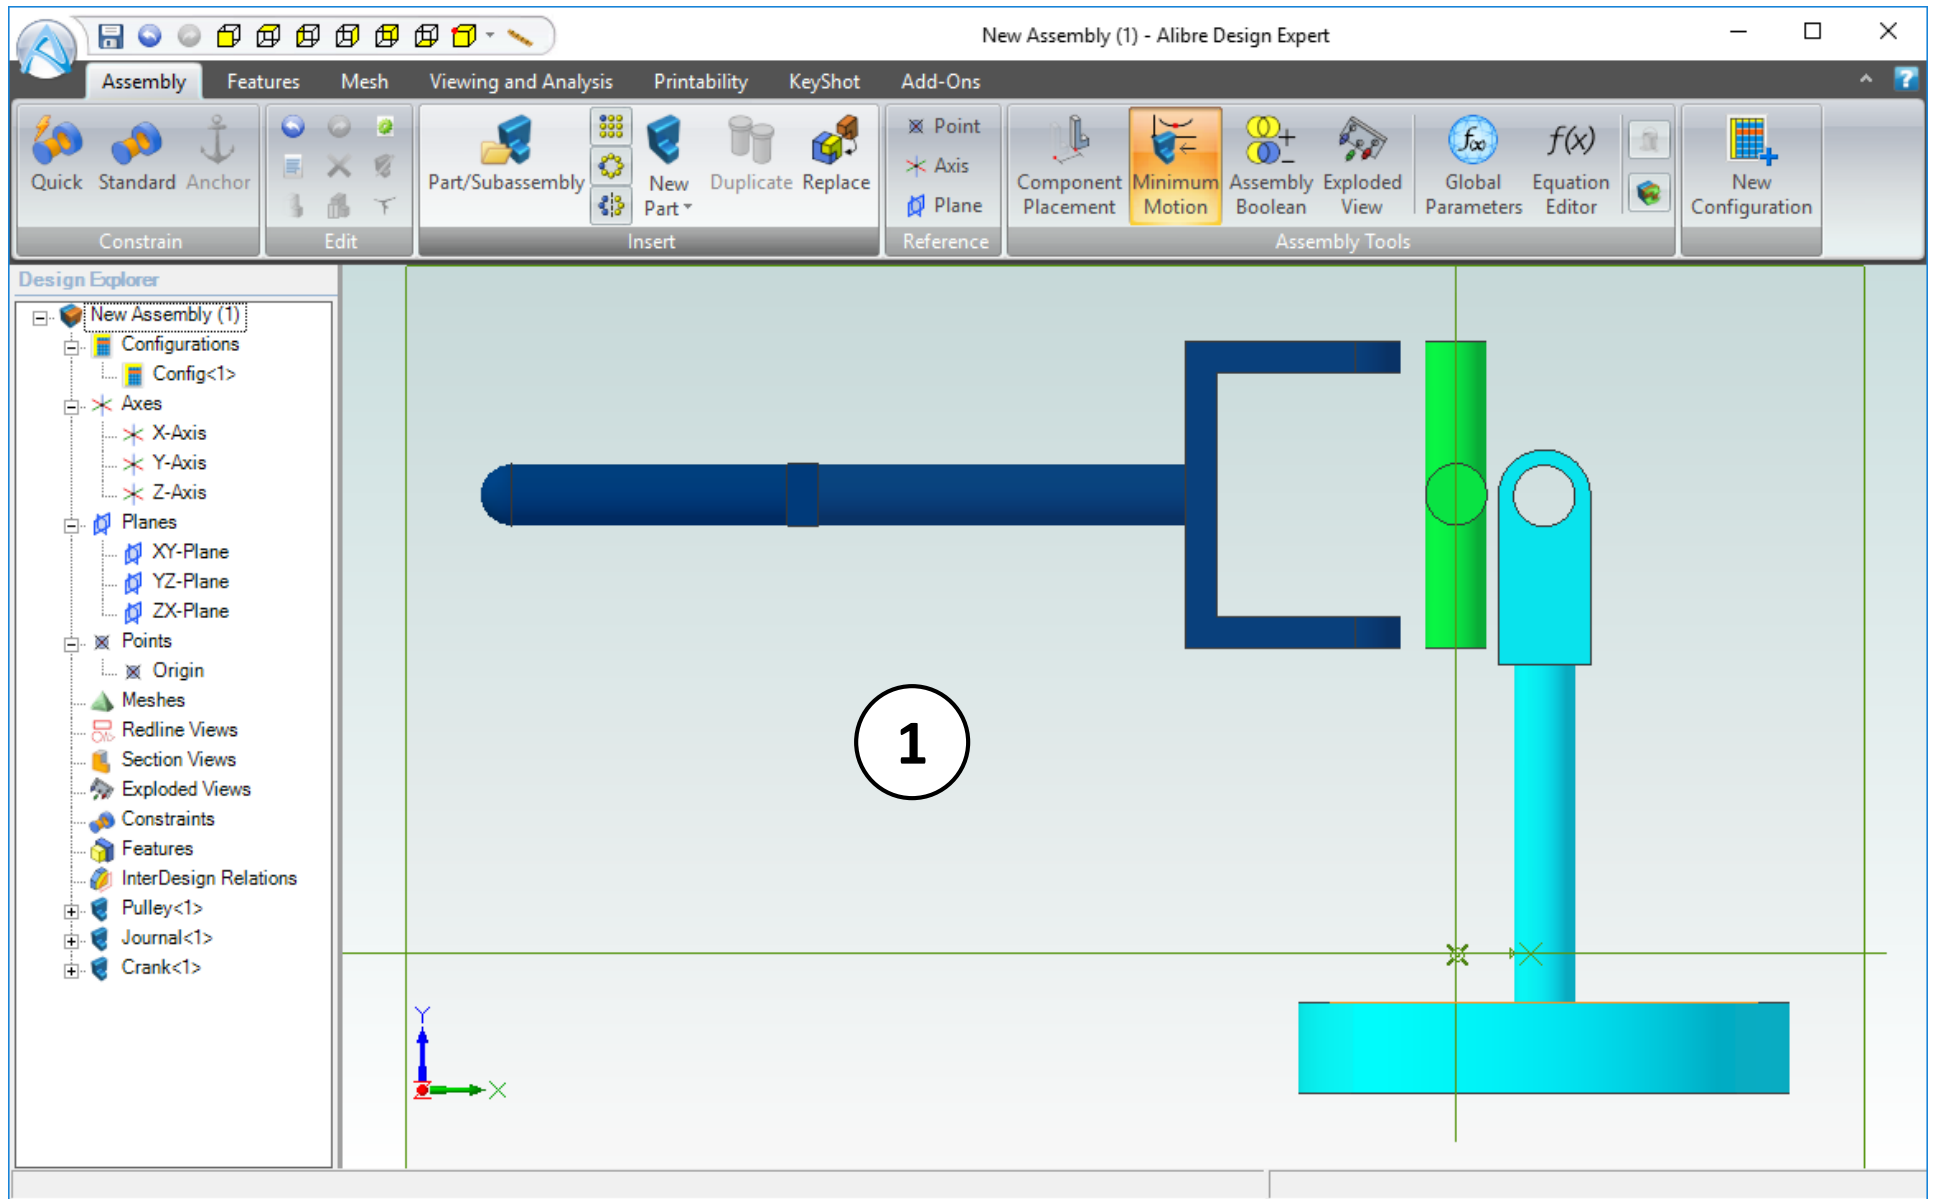 New Assembly (1) - Alibre Design Expert
Assembly Features Mesh Viewing and Analysis Printability KeyShot Add-Ons
Quick Standard Anchor
Constrain
Edit
Part/Subassembly
New Part
Duplicate Replace
Insert
Point
Axis
Plane
Reference
Component Placement
Minimum Motion
Assembly Boolean
Exploded View
f∞
Global Parameters
f(x)
Equation Editor
Assembly Tools
New Configuration
?
Design Explorer
New Assembly (1)
Configurations
Config<1>
Axes
X-Axis
Y-Axis
Z-Axis
Planes
XY-Plane
YZ-Plane
ZX-Plane
Points
Origin
Meshes
Redline Views
Section Views
Exploded Views
Constraints
Features
InterDesign Relations
Pulley<1>
Journal<1>
Crank<1>
1
Y
X
Z
X